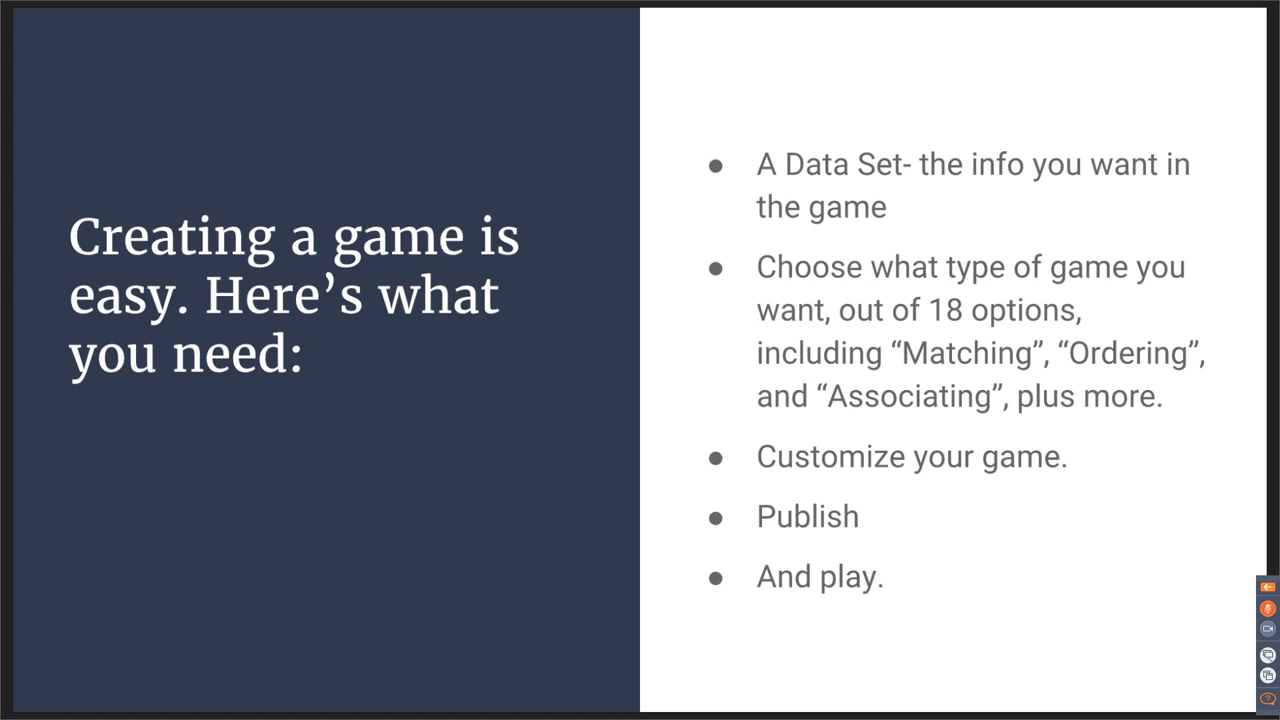 Creating a game is
easy. Here’s what
you need:
● A Data Set- the info you want in
the game
● Choose what type of game you
want, out of 18 options,
including “Matching”, “Ordering”,
and “Associating”, plus more.
● Customize your game.
● Publish
● And play.